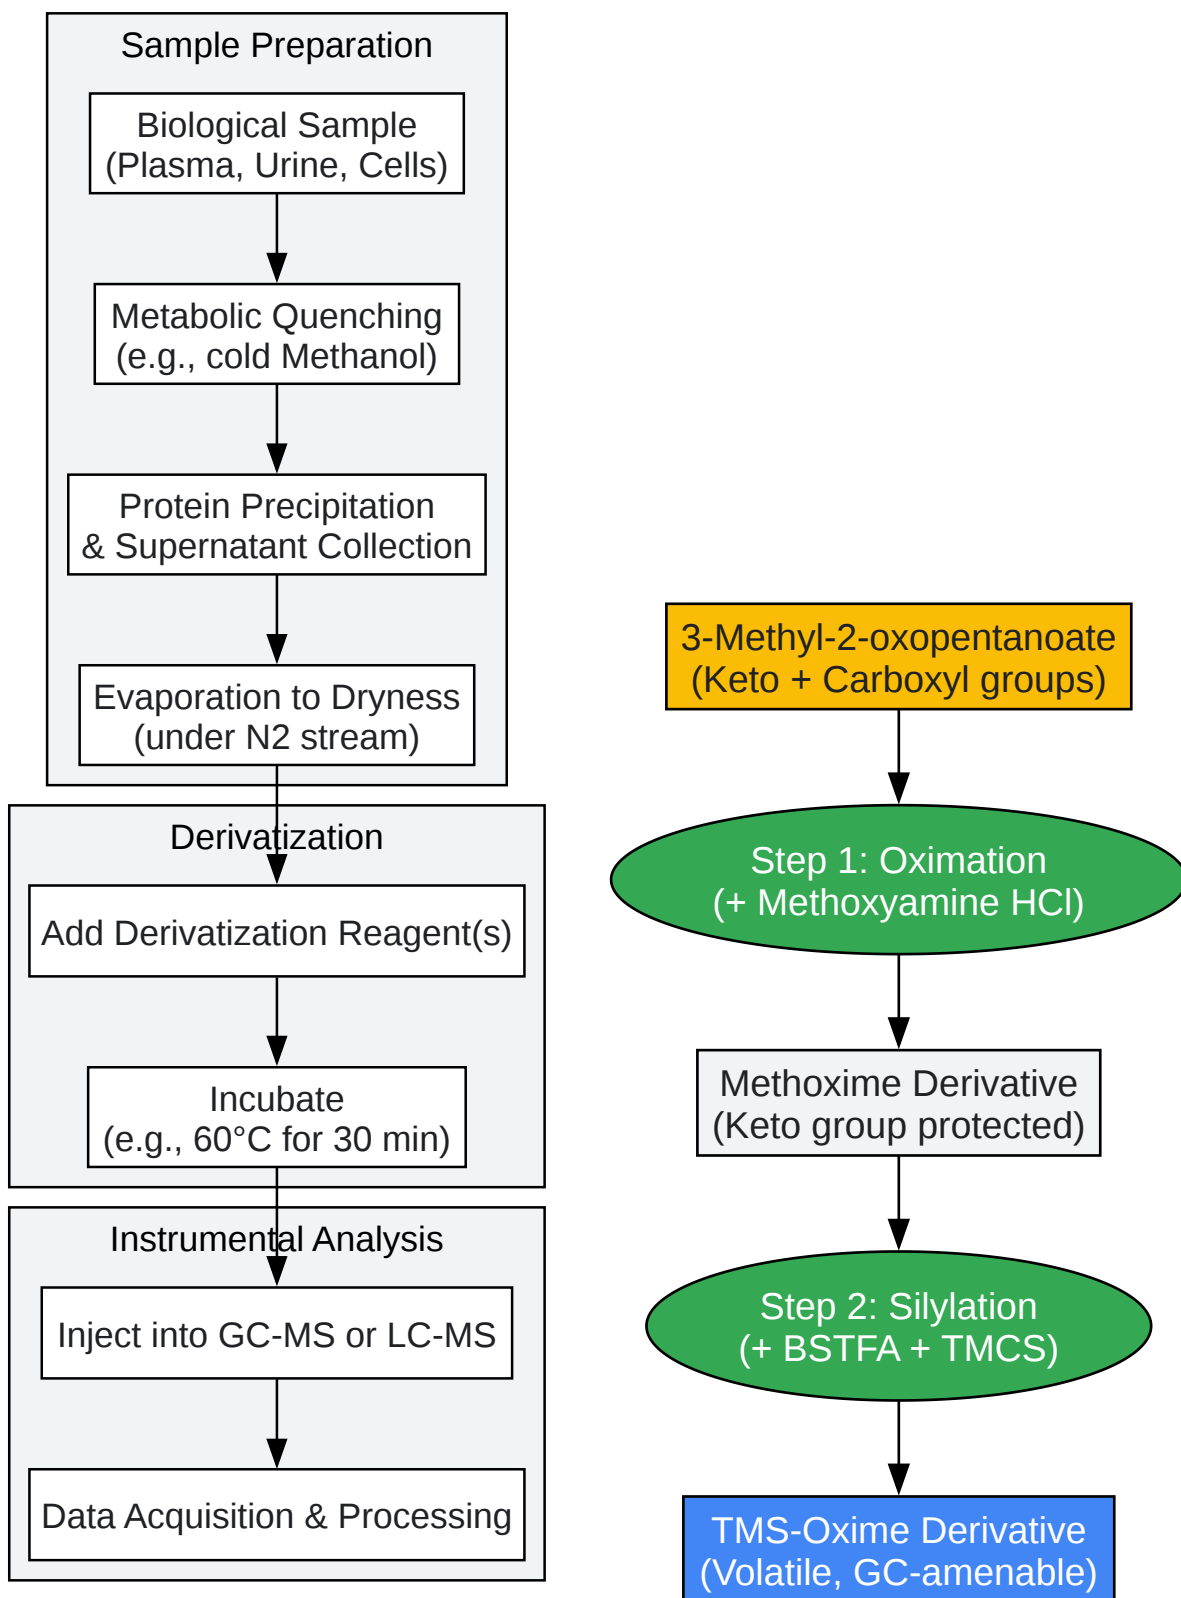 Sample Preparation
Biological Sample
(Plasma, Urine, Cells)
Metabolic Quenching
(e.g., cold Methanol)
Protein Precipitation
& Supernatant Collection
Evaporation to Dryness
(under N2 stream)
Derivatization
Add Derivatization Reagent(s)
Incubate
(e.g., 60°C for 30 min)
Instrumental Analysis
Inject into GC-MS or LC-MS
Data Acquisition & Processing
3-Methyl-2-oxopentanoate
(Keto + Carboxyl groups)
Step 1: Oximation
(+ Methoxyamine HCl)
Methoxime Derivative
(Keto group protected)
Step 2: Silylation
(+ BSTFA + TMCS)
TMS-Oxime Derivative
(Volatile, GC-amenable)